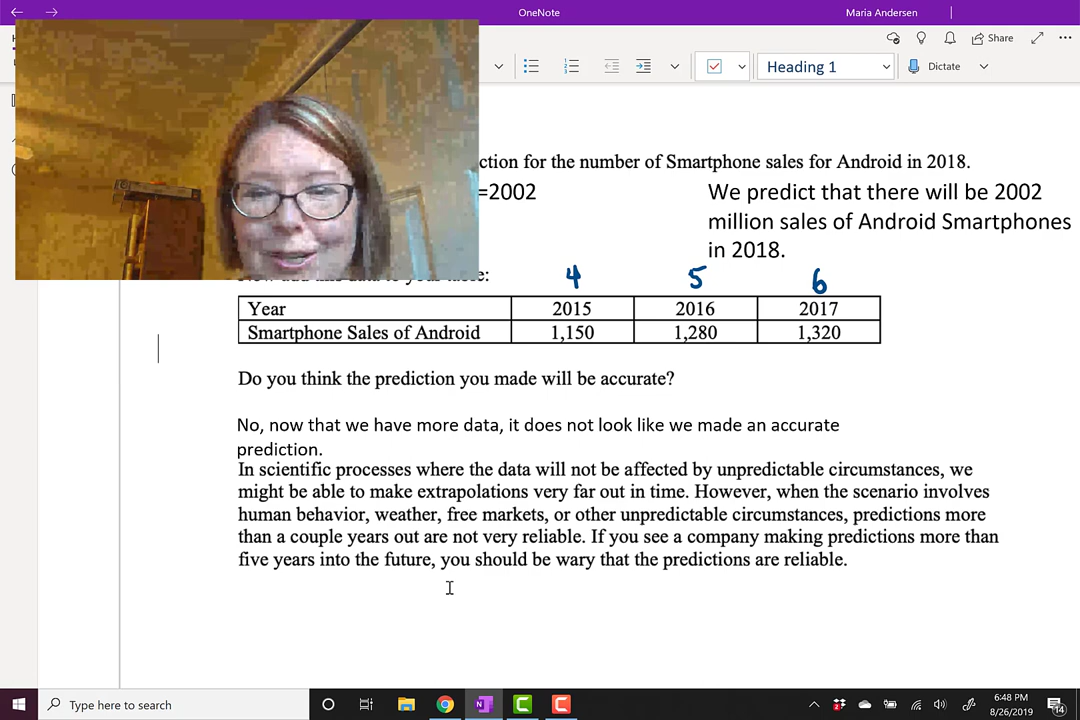 OneNote
Maria Andersen
Share
Heading 1
Dictate
ction for the number of Smartphone sales for Android in 2018.
=2002
We predict that there will be 2002
million sales of Android Smartphones
in 2018.
add this data to your table:
4 5 6
Year 2015 2016 2017
Smartphone Sales of Android 1,150 1,280 1,320
Do you think the prediction you made will be accurate?
No, now that we have more data, it does not look like we made an accurate
prediction.
In scientific processes where the data will not be affected by unpredictable circumstances, we
might be able to make extrapolations very far out in time. However, when the scenario involves
human behavior, weather, free markets, or other unpredictable circumstances, predictions more
than a couple years out are not very reliable. If you see a company making predictions more than
five years into the future, you should be wary that the predictions are reliable.
Type here to search
6:48 PM
8/26/2019
14